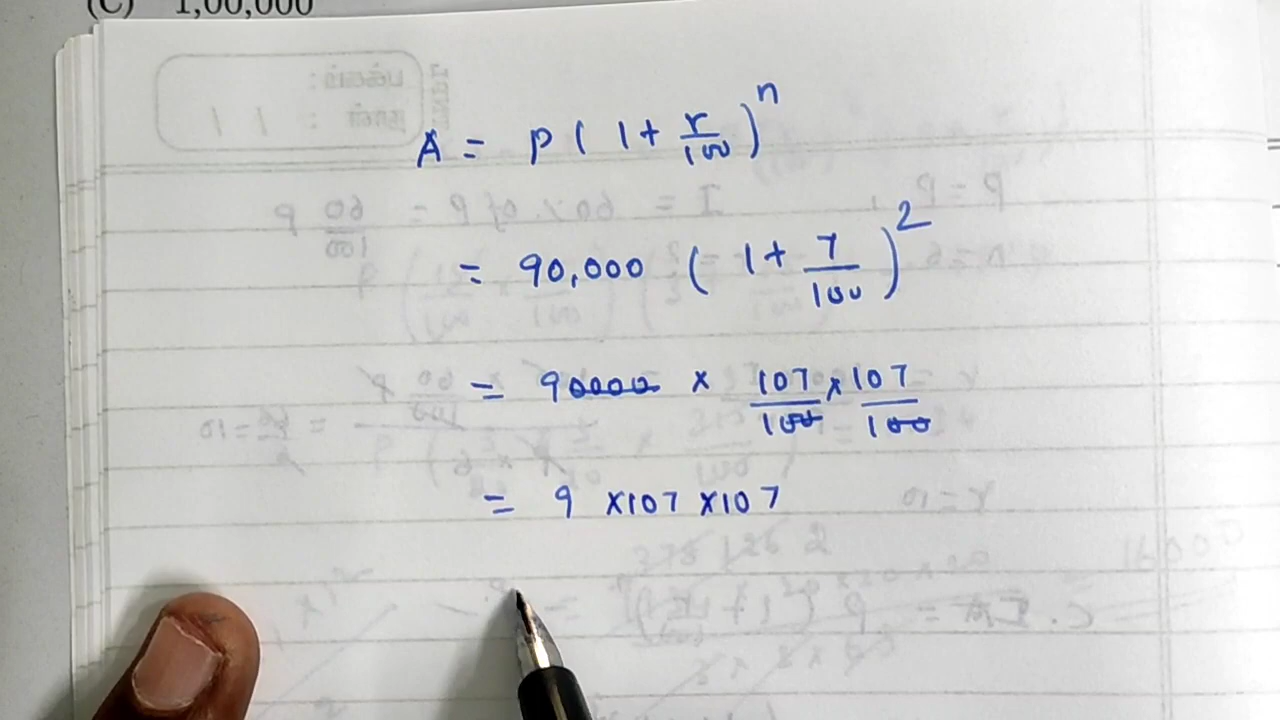 (C) 1,00,000
A = P ( 1 + r/100 )^n
= 90,000 ( 1 + 7/100 )^2
= 90000 × 107/100 × 107/100
= 9 × 107 × 107